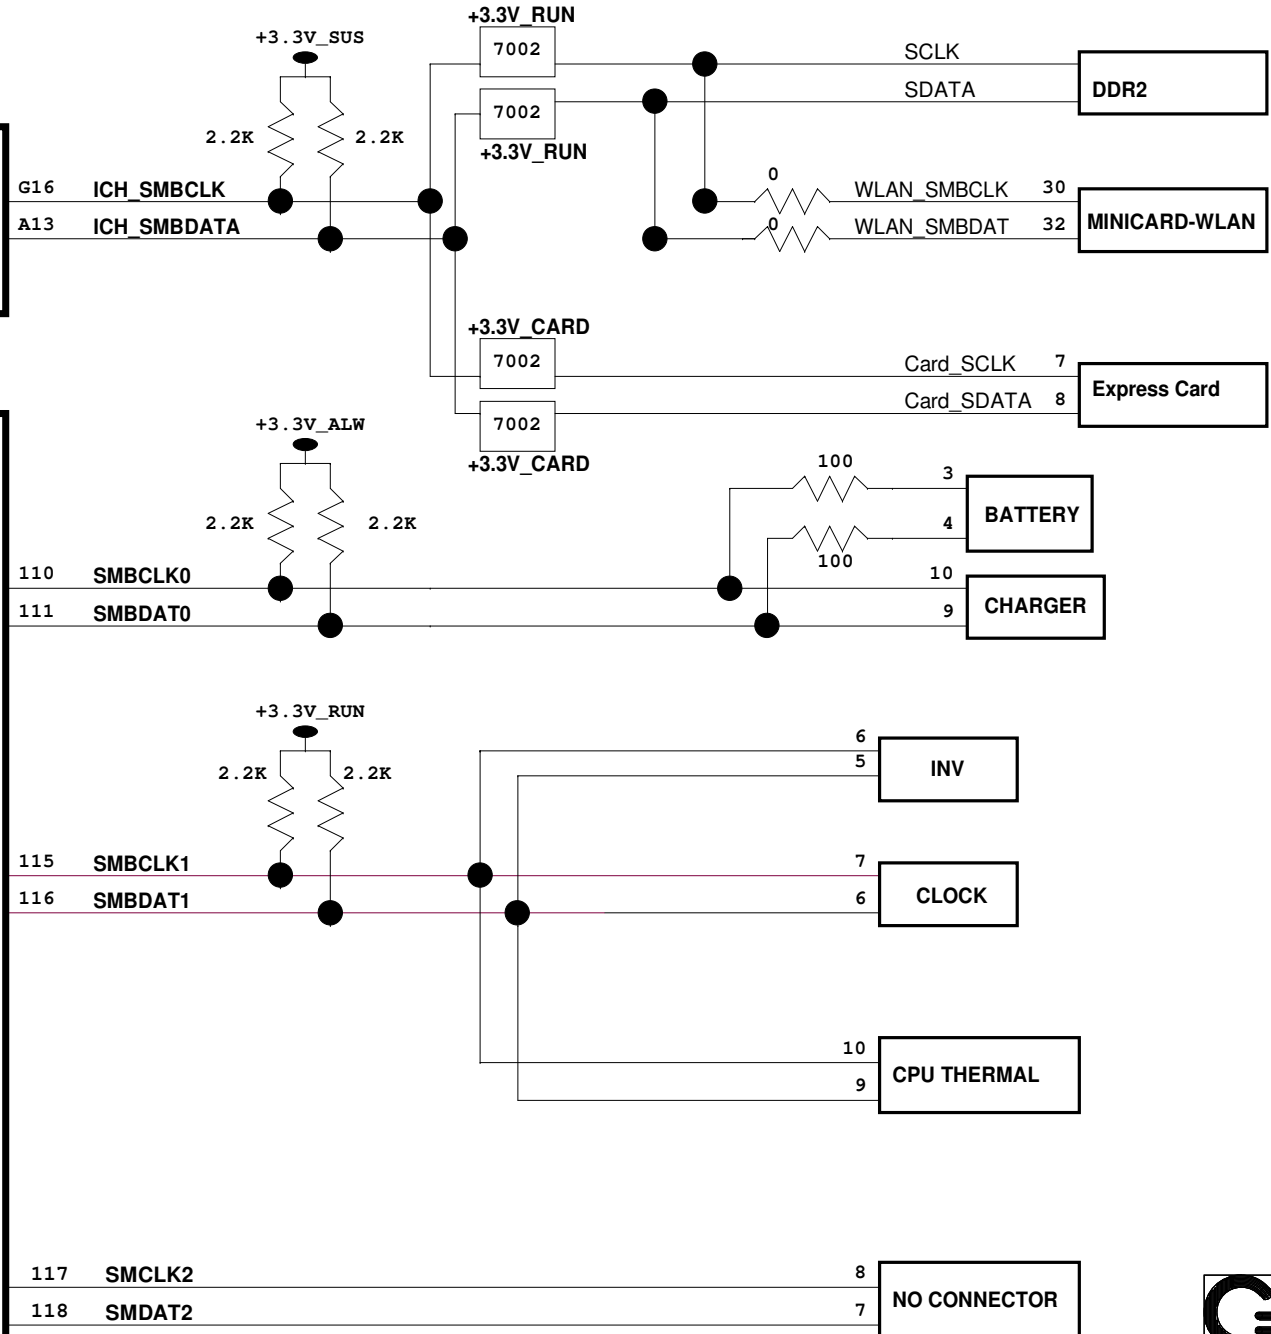 +3.3V_RUN
+3.3V_SUS
7002
SCLK
SDATA
DDR2
2.2K
2.2K
7002
+3.3V_RUN
G16 ICH_SMBCLK
0
WLAN_SMBCLK 30
A13 ICH_SMBDATA
0
WLAN_SMBDAT 32
MINICARD-WLAN
+3.3V_CARD
7002
Card_SCLK 7
Card_SDATA 8
Express Card
+3.3V_ALW
7002
+3.3V_CARD
100
3
2.2K
2.2K
4
BATTERY
100
110 SMBCLK0
10
111 SMBDAT0
9
CHARGER
+3.3V_RUN
6
5
INV
2.2K
2.2K
115 SMBCLK1
7
116 SMBDAT1
6
CLOCK
10
9
CPU THERMAL
117 SMCLK2
8
118 SMDAT2
7
NO CONNECTOR